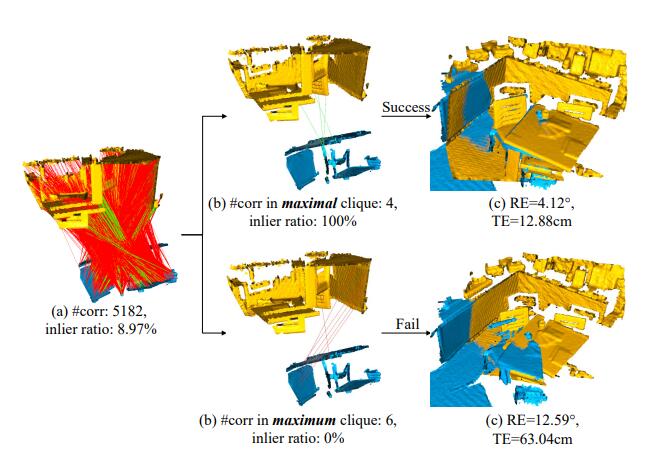 (a) #corr: 5182,
inlier ratio: 8.97%
(b) #corr in maximal clique: 4,
inlier ratio: 100%
Success
(c) RE=4.12°,
TE=12.88cm
(b) #corr in maximum clique: 6,
inlier ratio: 0%
Fail
(c) RE=12.59°,
TE=63.04cm